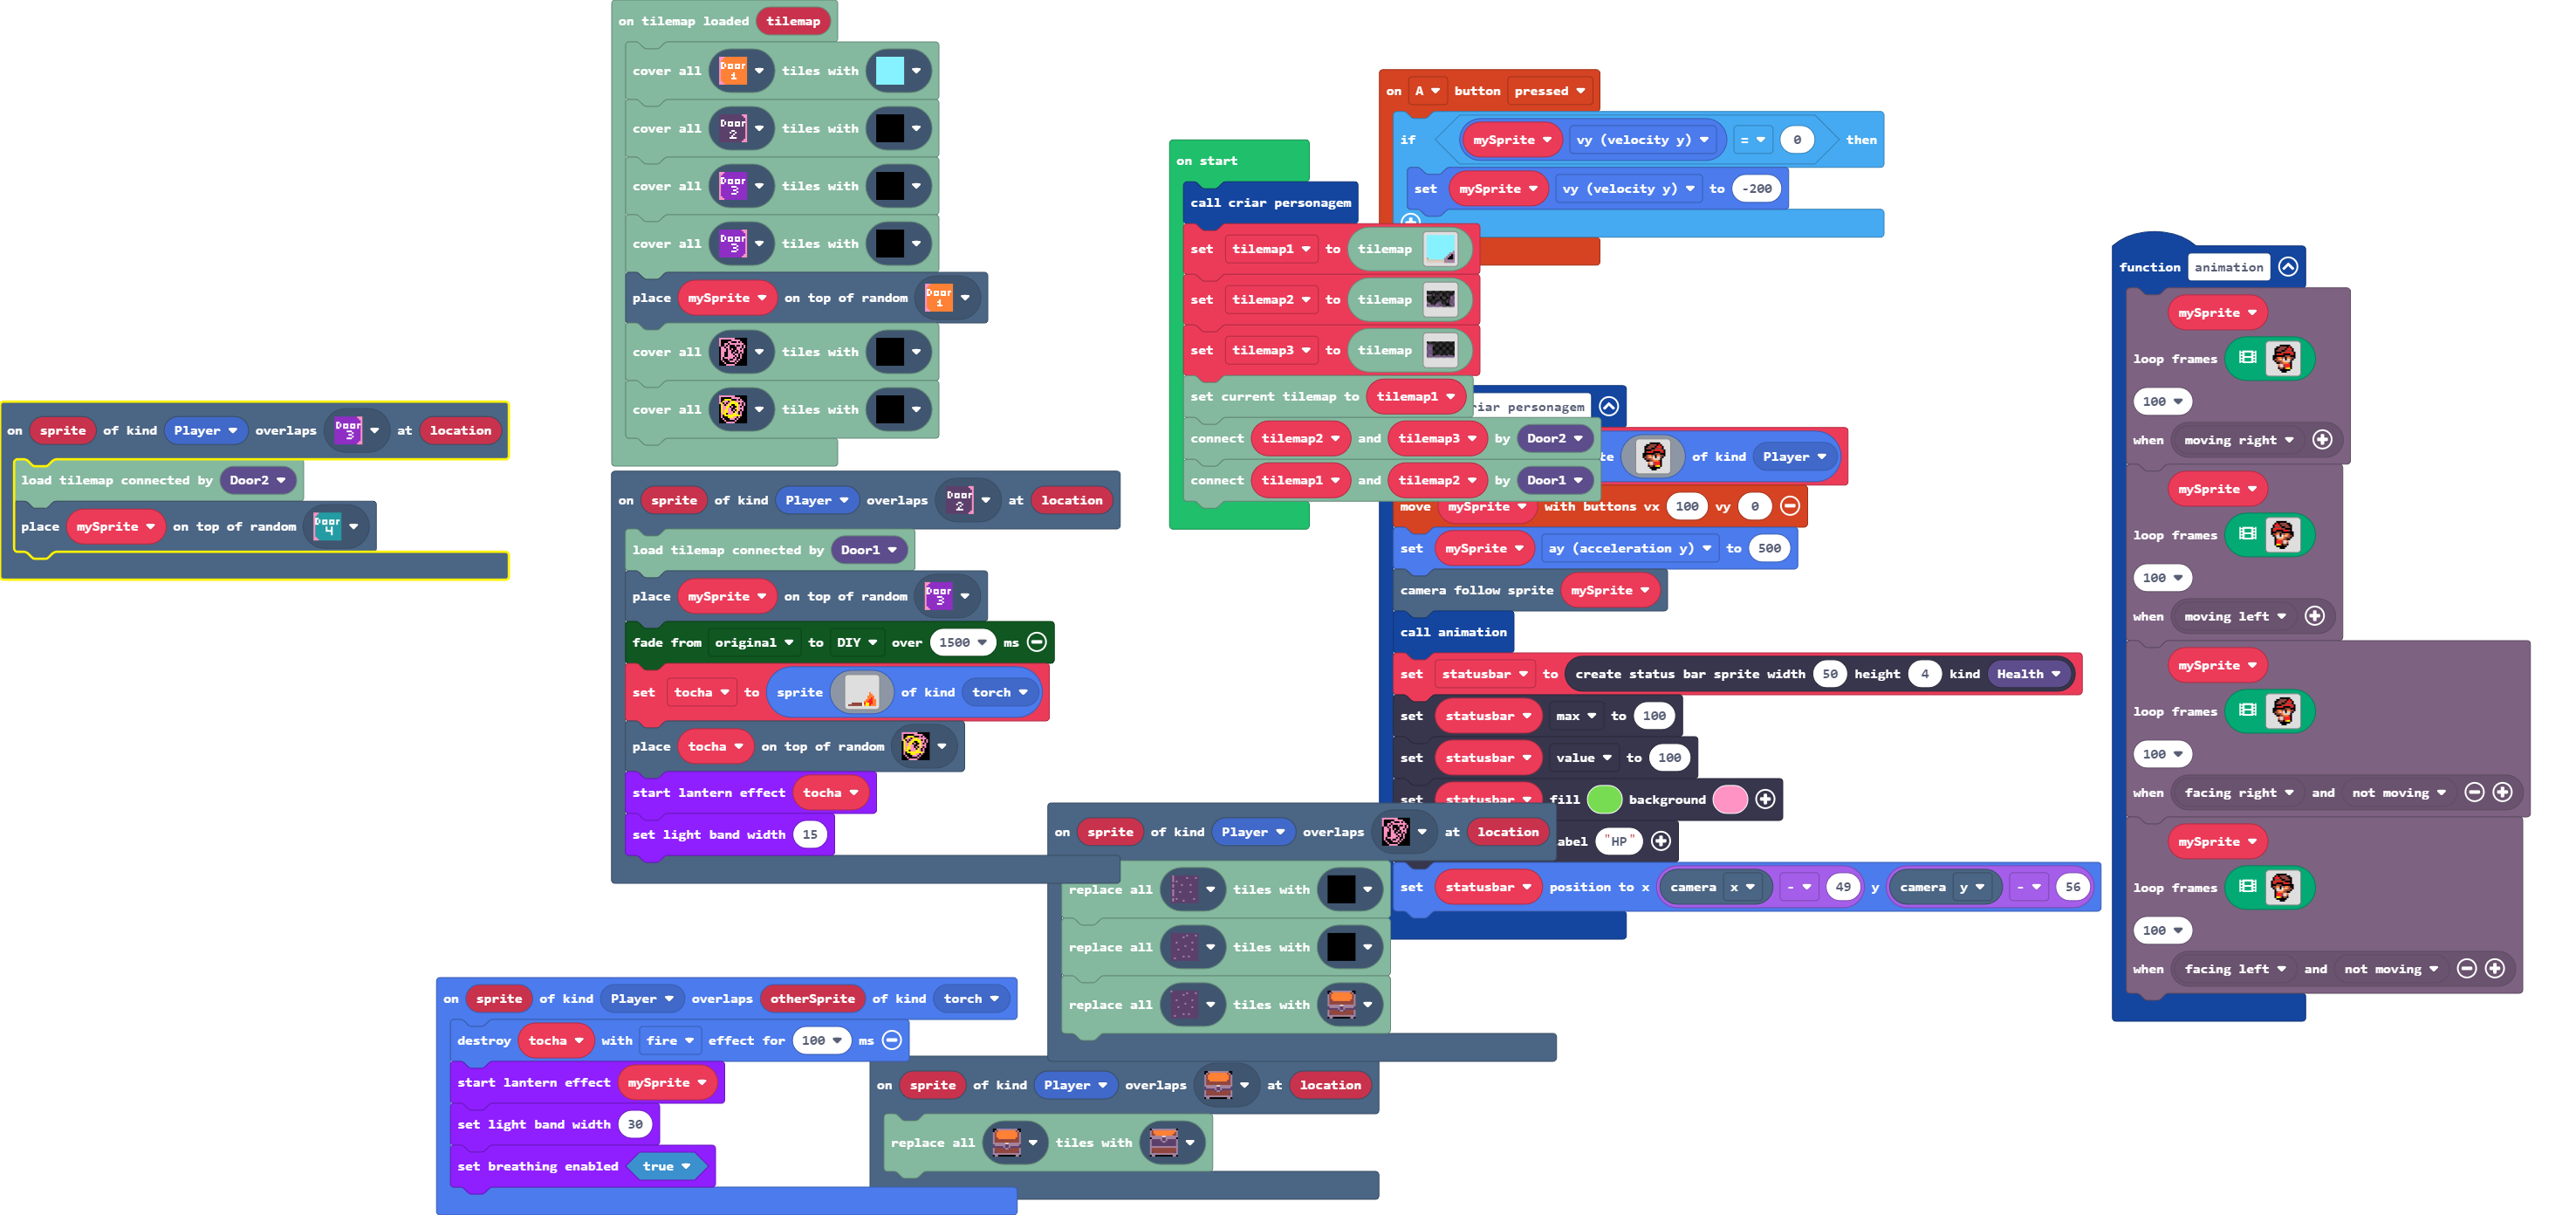 on tilemap loaded tilemap
cover all Door 1 tiles with
cover all Door 2 tiles with
cover all Door 3 tiles with
cover all Door 3 tiles with
place mySprite on top of random Door 1
cover all tiles with
cover all tiles with
on sprite of kind Player overlaps Door 3 at location
load tilemap connected by Door2
place mySprite on top of random Door 4
on sprite of kind Player overlaps Door 2 at location
load tilemap connected by Door1
place mySprite on top of random Door 3
fade from original to DIY over 1500 ms
set tocha to sprite of kind torch
place tocha on top of random
start lantern effect tocha
set light band width 15
on sprite of kind Player overlaps otherSprite of kind torch
destroy tocha with fire effect for 100 ms
start lantern effect mySprite
set light band width 30
set breathing enabled true
on sprite of kind Player overlaps at location
replace all tiles with
on sprite of kind Player overlaps at location
replace all tiles with
replace all tiles with
replace all tiles with
on start
call criar personagem
set tilemap1 to tilemap
set tilemap2 to tilemap
set tilemap3 to tilemap
set current tilemap to tilemap1
connect tilemap2 and tilemap3 by Door2
connect tilemap1 and tilemap2 by Door1
on A button pressed
if mySprite vy (velocity y) = 0 then
set mySprite vy (velocity y) to -200
personagem
of kind Player
move mySprite with buttons vx 100 vy 0
set mySprite ay (acceleration y) to 500
camera follow sprite mySprite
call animation
set statusbar to create status bar sprite width 50 height 4 kind Health
set statusbar max to 100
set statusbar value to 100
set statusbar fill background
"HP"
set statusbar position to x camera x - 49 y camera y - 56
function animation
mySprite
loop frames
100
when moving right
mySprite
loop frames
100
when moving left
mySprite
loop frames
100
when facing right and not moving
mySprite
loop frames
100
when facing left and not moving